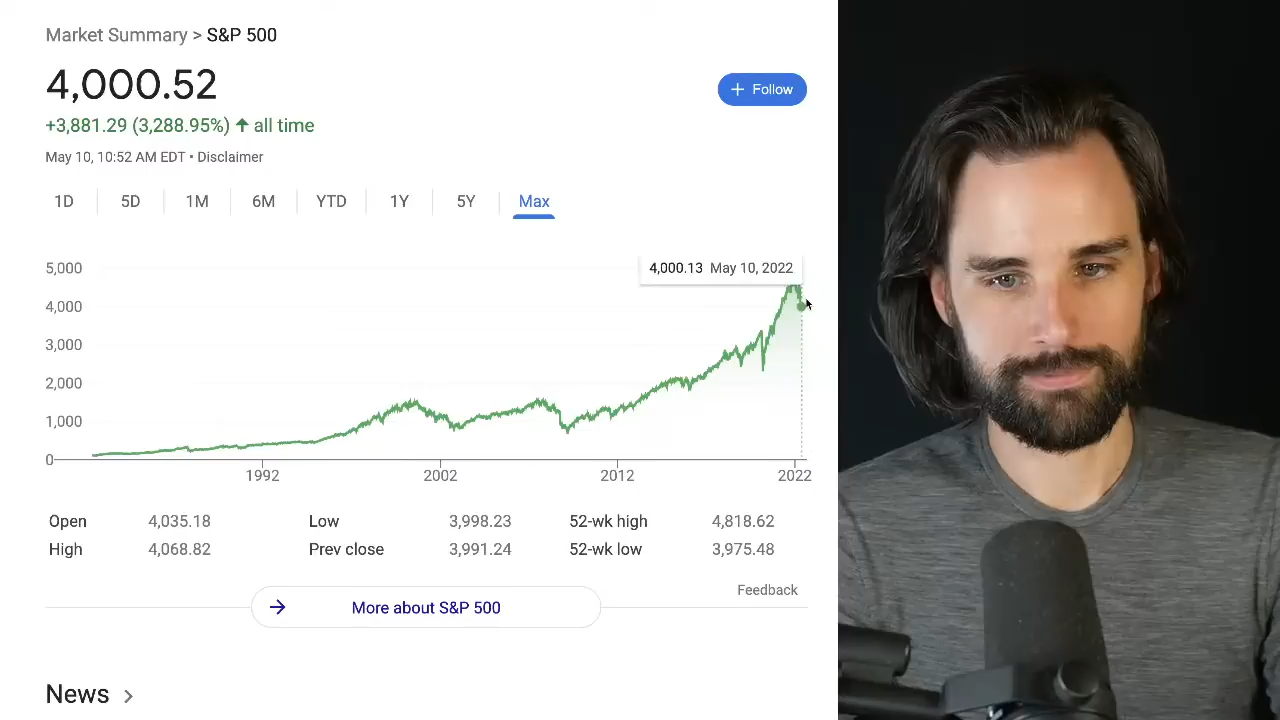 Market Summary > S&P 500
4,000.52
+ Follow
+3,881.29 (3,288.95%) ↑ all time
May 10, 10:52 AM EDT • Disclaimer
1D 5D 1M 6M YTD 1Y 5Y Max
4,000.13 May 10, 2022
5,000
4,000
3,000
2,000
1,000
0
1992 2002 2012 2022
Open 4,035.18 Low 3,998.23 52-wk high 4,818.62
High 4,068.82 Prev close 3,991.24 52-wk low 3,975.48
Feedback
→ More about S&P 500
News >